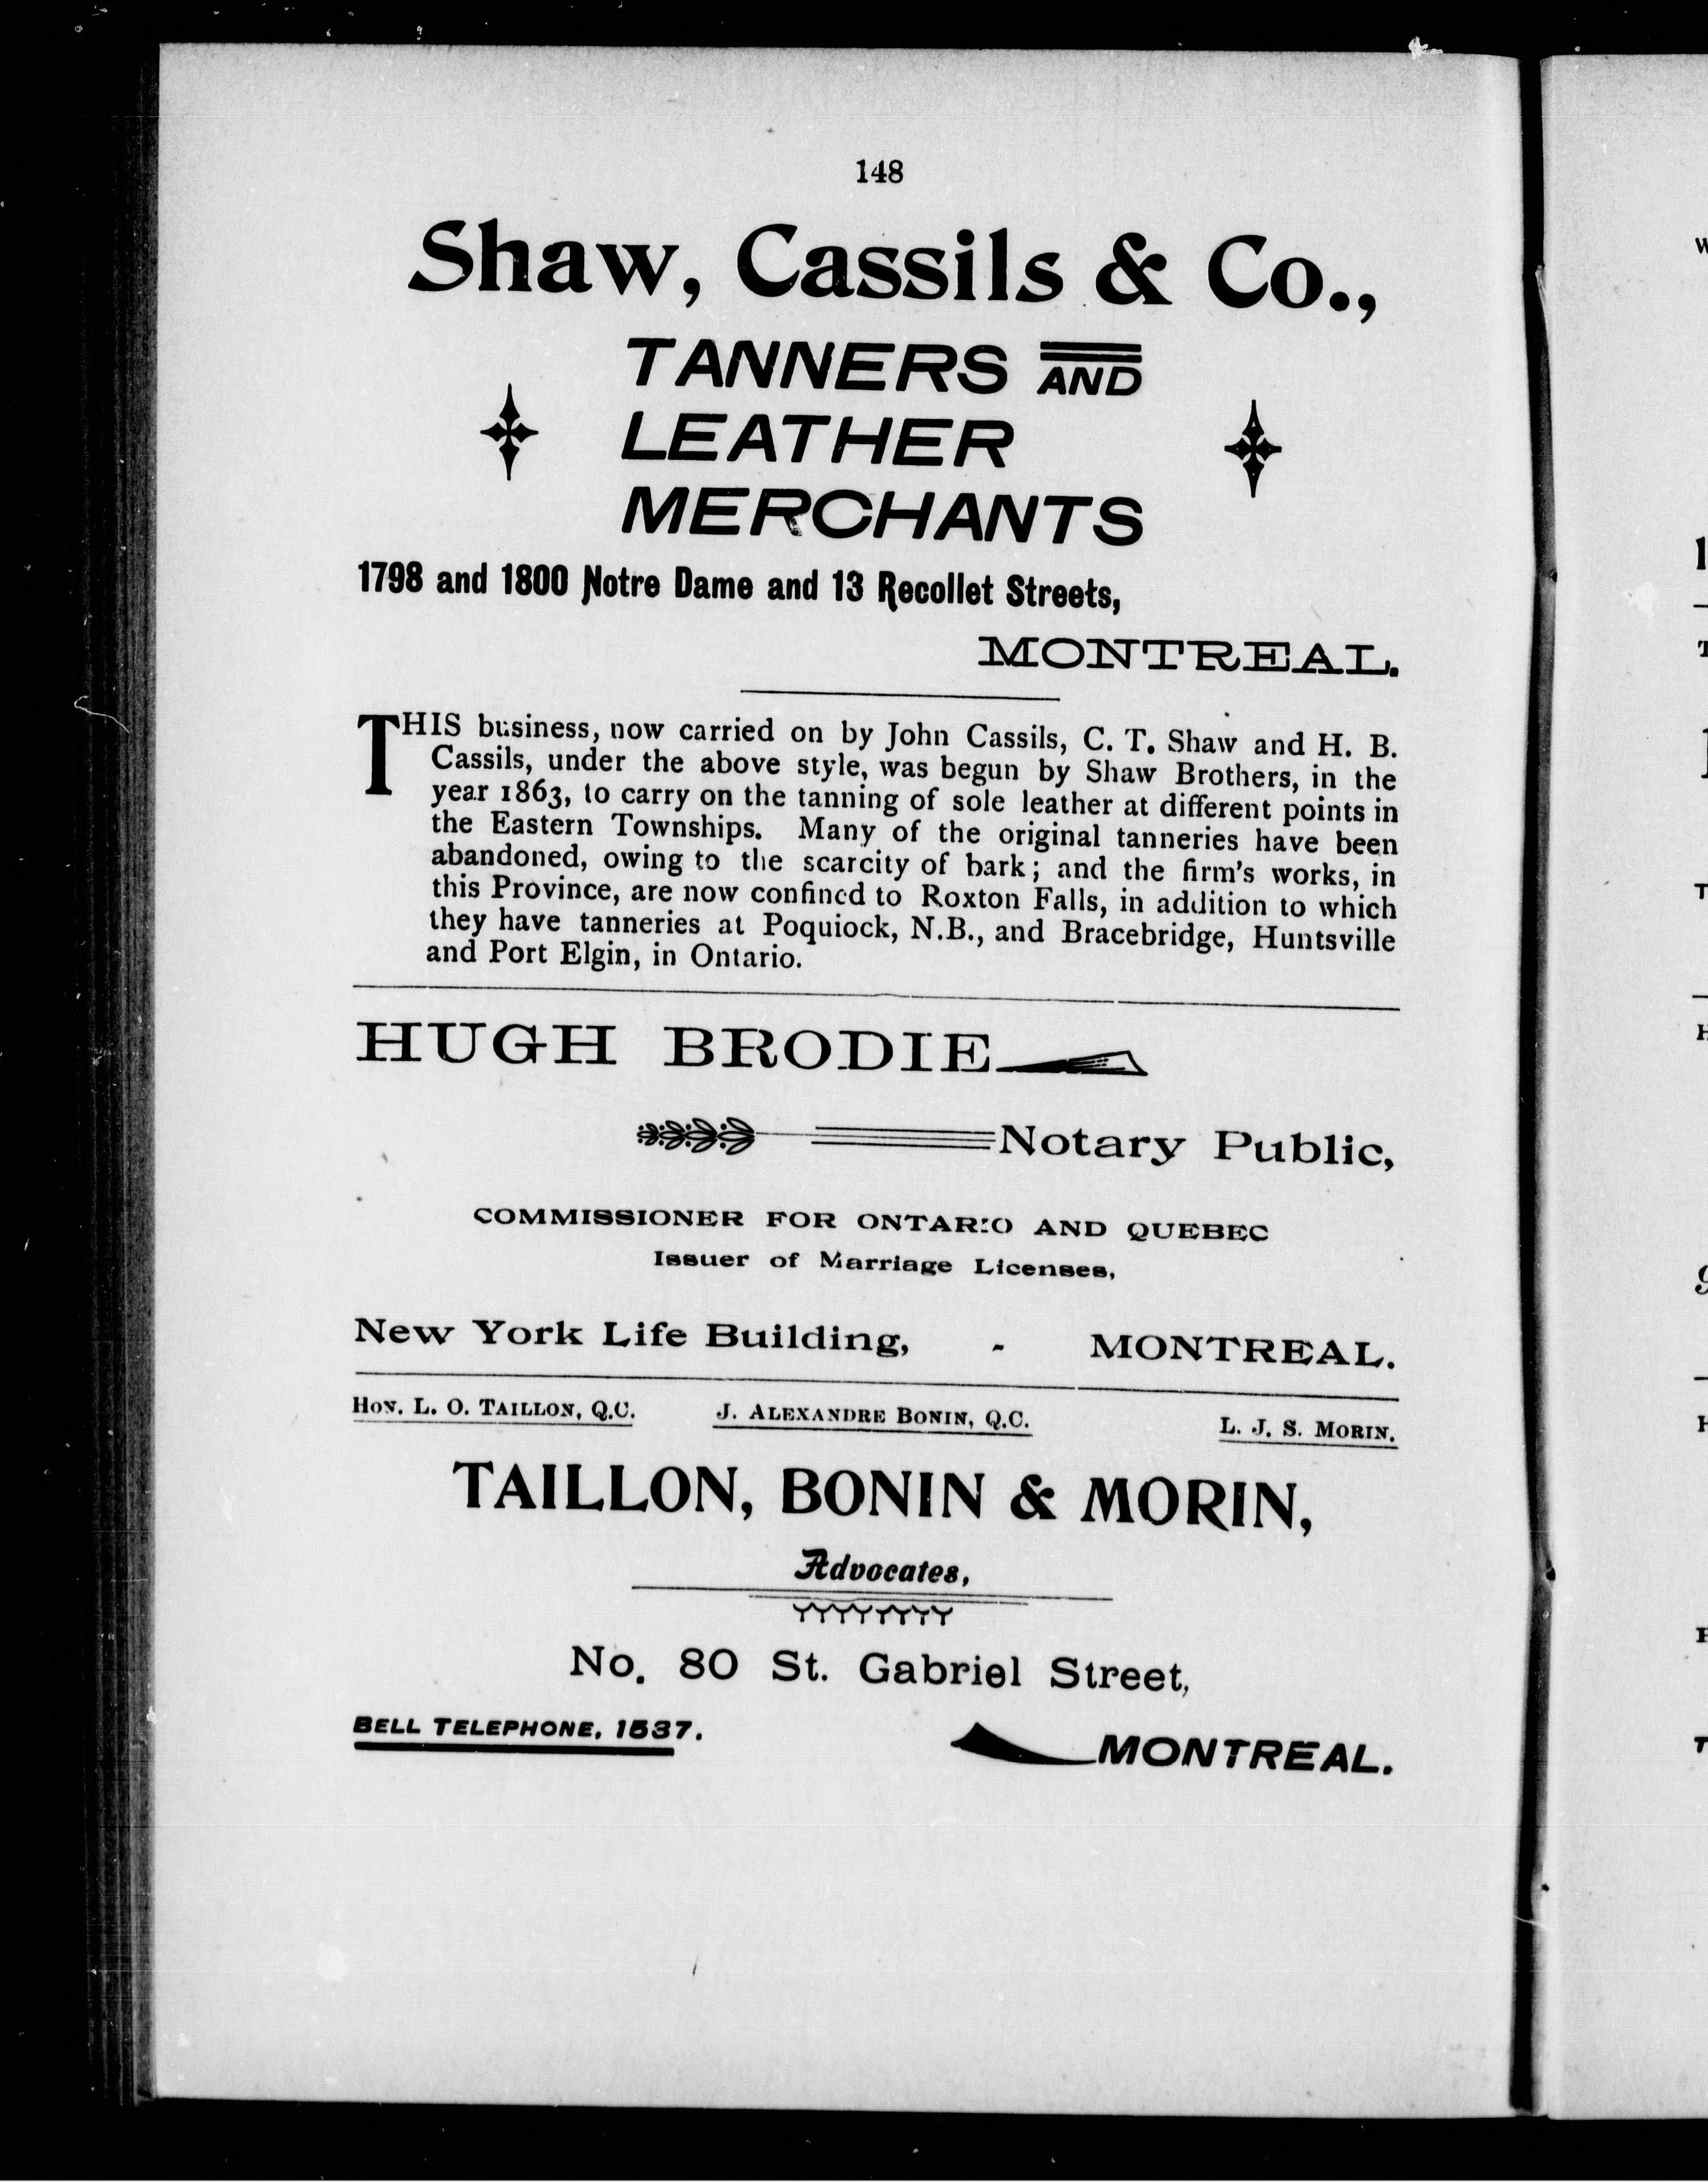 148
Shaw, Cassils & Co.,
TANNERS AND
LEATHER
MERCHANTS
1798 and 1800 Notre Dame and 13 Recollet Streets,
MONTREAL.
THIS business, now carried on by John Cassils, C. T. Shaw and H. B.
Cassils, under the above style, was begun by Shaw Brothers, in the
year 1863, to carry on the tanning of sole leather at different points in
the Eastern Townships. Many of the original tanneries have been
abandoned, owing to the scarcity of bark; and the firm's works, in
this Province, are now confined to Roxton Falls, in addition to which
they have tanneries at Poquiock, N.B., and Bracebridge, Huntsville
and Port Elgin, in Ontario.
HUGH BRODIE
Notary Public,
COMMISSIONER FOR ONTARIO AND QUEBEC
Issuer of Marriage Licenses,
New York Life Building, - MONTREAL.
HON. L. O. TAILLON, Q.C. J. ALEXANDRE BONIN, Q.C. L. J. S. MORIN.
TAILLON, BONIN & MORIN,
Advocates,
No. 80 St. Gabriel Street,
BELL TELEPHONE, 1537.
MONTREAL.